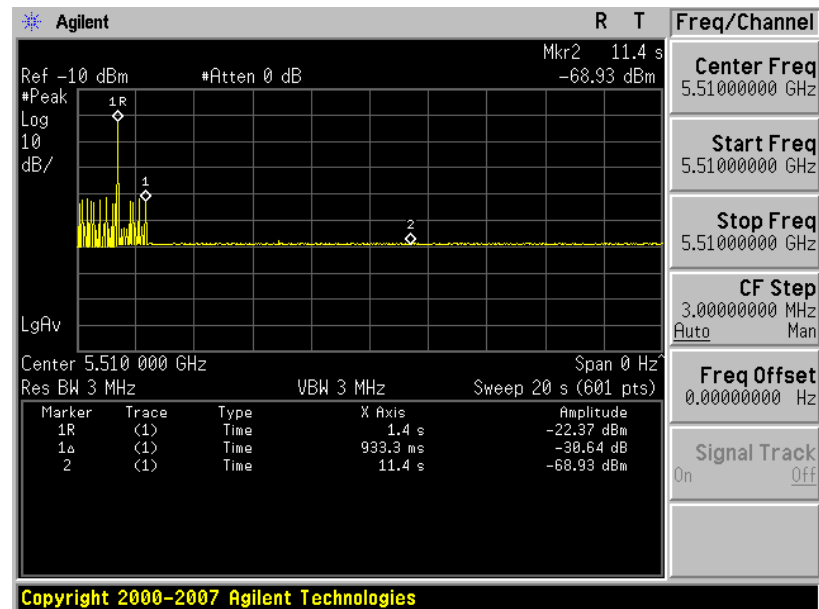 Agilent R T Freq/Channel
Mkr2 11.4 s
Ref -10 dBm #Atten 0 dB -68.93 dBm
#Peak
Log
10
dB/
1R
1
2
LgAv
Center 5.510 000 GHz Span 0 Hz^
Res BW 3 MHz VBW 3 MHz Sweep 20 s (601 pts)
Marker Trace Type X Axis Amplitude
1R (1) Time 1.4 s -22.37 dBm
1Δ (1) Time 933.3 ms -30.64 dB
2 (1) Time 11.4 s -68.93 dBm
Center Freq
5.51000000 GHz
Start Freq
5.51000000 GHz
Stop Freq
5.51000000 GHz
CF Step
3.00000000 MHz
Auto Man
Freq Offset
0.00000000 Hz
Signal Track
On Off
Copyright 2000-2007 Agilent Technologies